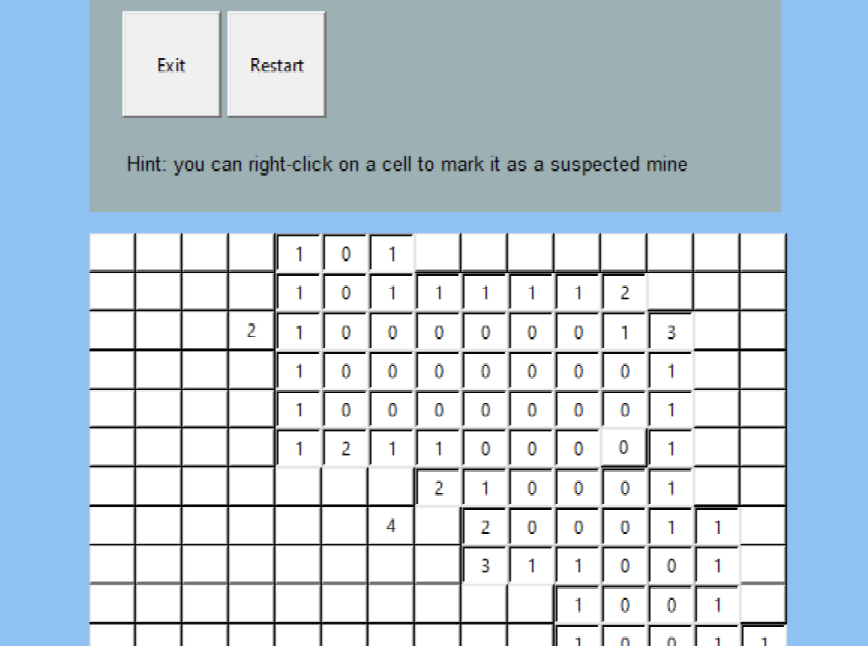 Exit Restart
Hint: you can right-click on a cell to mark it as a suspected mine
1 0 1
1 0 1 1 1 1 1 2
2 1 0 0 0 0 0 0 1 3
1 0 0 0 0 0 0 0 1
1 0 0 0 0 0 0 0 1
1 2 1 1 0 0 0 0 1
2 1 0 0 0 1
4 2 0 0 0 1 1
3 1 1 0 0 1
1 0 0 1
1 0 0 1 1